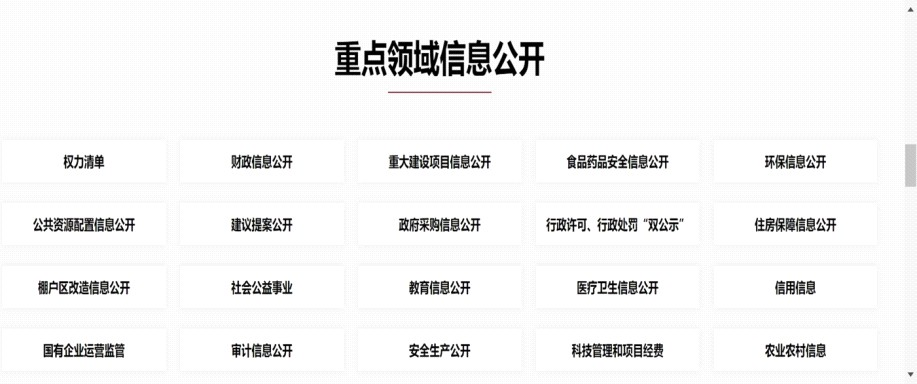 重点领域信息公开
权力清单 财政信息公开 重大建设项目信息公开 食品药品安全信息公开 环保信息公开
公共资源配置信息公开 建议提案公开 政府采购信息公开 行政许可、行政处罚“双公示” 住房保障信息公开
棚户区改造信息公开 社会公益事业 教育信息公开 医疗卫生信息公开 信用信息
国有企业运营监管 审计信息公开 安全生产公开 科技管理和项目经费 农业农村信息